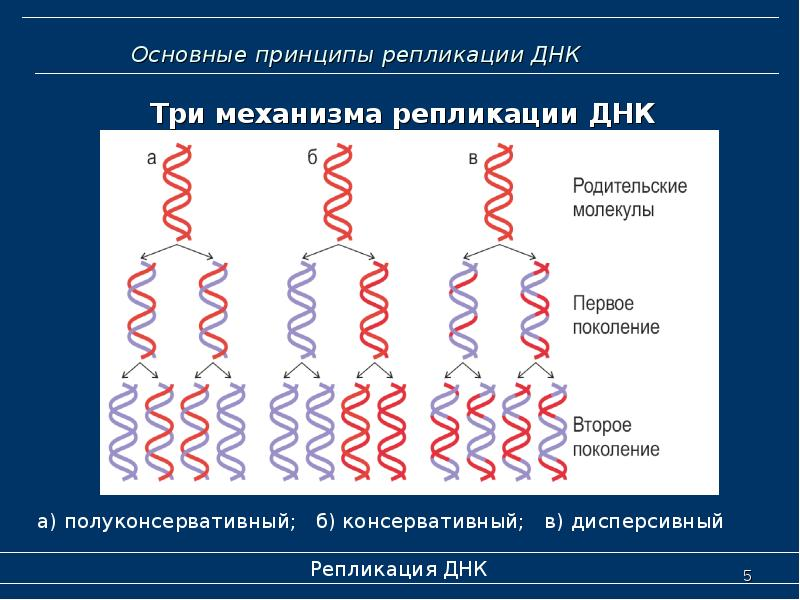 Основные принципы репликации ДНК
Три механизма репликации ДНК
а б в
Родительские
молекулы
Первое
поколение
Второе
поколение
а) полуконсервативный; б) консервативный; в) дисперсивный
Репликация ДНК
5